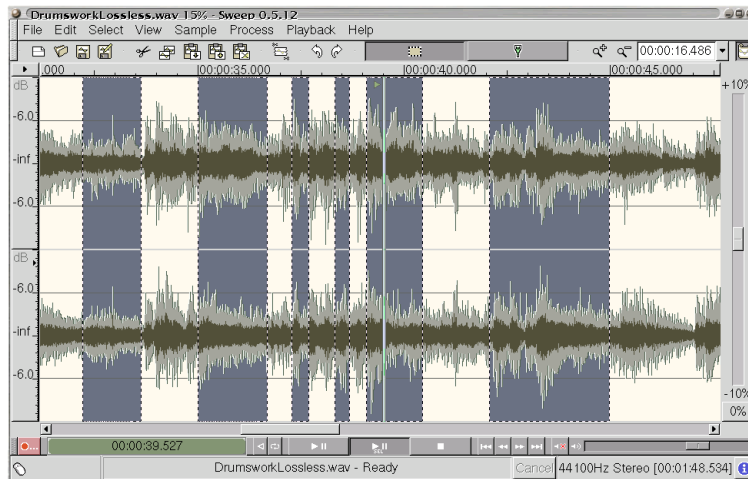 DrumsworkLossless.wav 15% - Sweep 0.5.12
File Edit Select View Sample Process Playback Help
00:00:16.486
.000 00:00:35.000 00:00:40.000 00:00:45.000
dB
+10%
-6.0
-inf
-6.0
dB
-6.0
-inf
-6.0
-10%
0%
00:00:39.527
SEL
DrumsworkLossless.wav - Ready
Cancel
44100Hz Stereo [00:01:48.534]